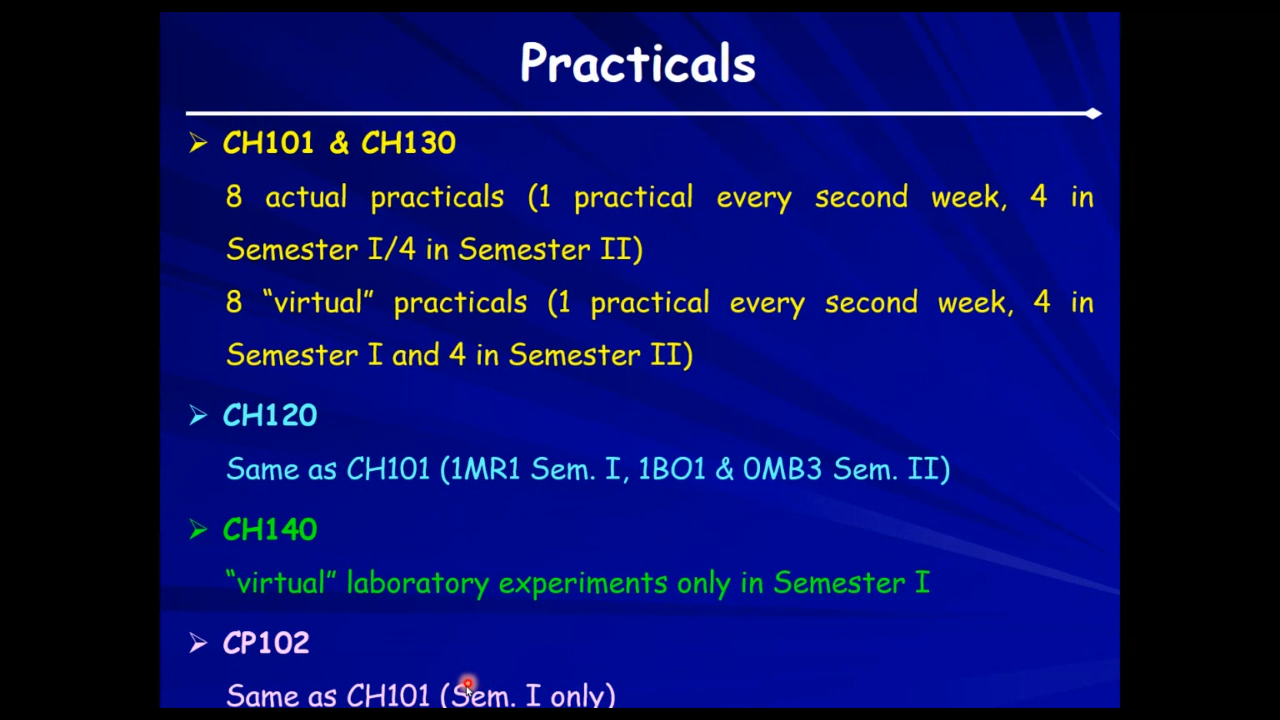 Practicals
CH101 & CH130
8 actual practicals (1 practical every second week, 4 in
Semester I/4 in Semester II)
8 “virtual” practicals (1 practical every second week, 4 in
Semester I and 4 in Semester II)
CH120
Same as CH101 (1MR1 Sem. I, 1BO1 & 0MB3 Sem. II)
CH140
“virtual” laboratory experiments only in Semester I
CP102
Same as CH101 (Sem. I only)